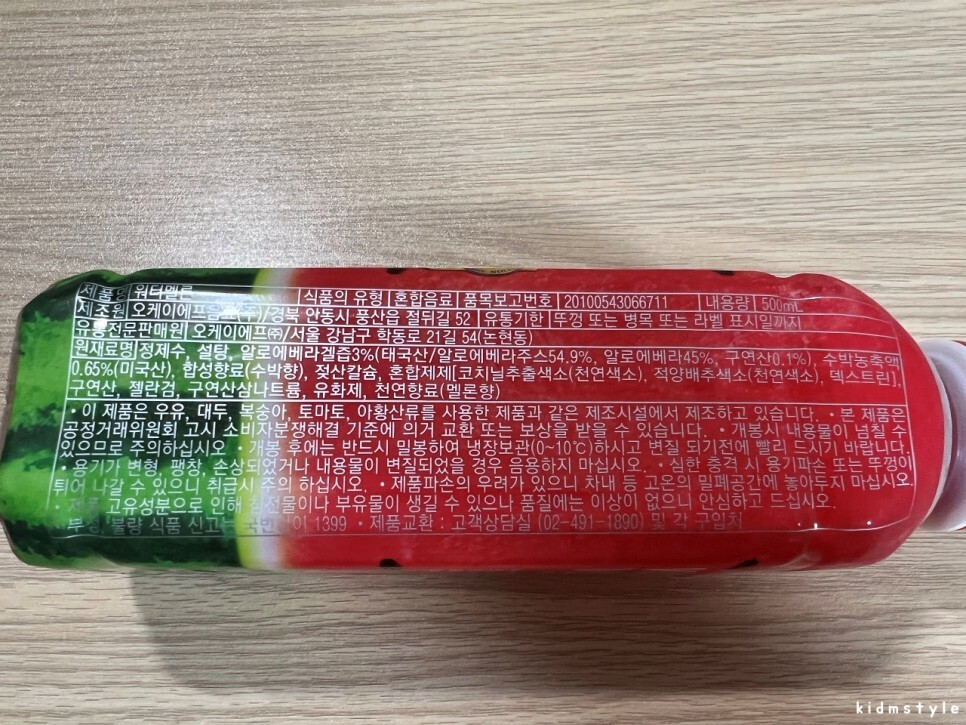 제품명 워터멜론 식품의 유형 혼합음료 품목보고번호 20100543066711 내용량 500mL
제조원 오케이에프음료(주)/경북 안동시 풍산읍 절뒤길 52 유통기한 뚜껑 또는 병목 또는 라벨 표시일까지
유통전문판매원 오케이에프㈜/서울 강남구 학동로 21길 54(논현동)
원재료명 정제수, 설탕, 알로에베라겔즙3%(태국산/알로에베라주스54.9%, 알로에베라45%, 구연산0.1%), 수박농축액
0.65%(미국산), 합성향료(수박향), 젖산칼슘, 혼합제제[코치닐추출색소(천연색소), 적양배추색소(천연색소), 덱스트린],
구연산, 젤란검, 구연산삼나트륨, 유화제, 천연향료(멜론향)
• 이 제품은 우유, 대두, 복숭아, 토마토, 아황산류를 사용한 제품과 같은 제조시설에서 제조하고 있습니다. • 본 제품은
공정거래위원회 고시 소비자분쟁해결 기준에 의거 교환 또는 보상을 받을 수 있습니다. • 개봉시 내용물이 넘칠 수
있으므로 주의하십시오 • 개봉 후에는 반드시 밀봉하여 냉장보관(0~10℃)하시고 변질 되기전에 빨리 드시기 바랍니다.
• 용기가 변형, 팽창, 손상되었거나 내용물이 변질되었을 경우 음용하지 마십시오. • 심한 충격 시 용기파손 또는 뚜껑이
튀어 나갈 수 있으니 취급시 주의 하십시오. • 제품파손의 우려가 있으니 차내 등 고온의 밀폐공간에 놓아두지 마십시오.
• 제품 고유성분으로 인해 침전물이나 부유물이 생길 수 있으나 품질에는 이상이 없으니 안심하고 드십시오.
부정, 불량 식품 신고는 국번없이 1399 • 제품교환 : 고객상담실 (02-491-1890) 및 각 구입처
kidmstyle